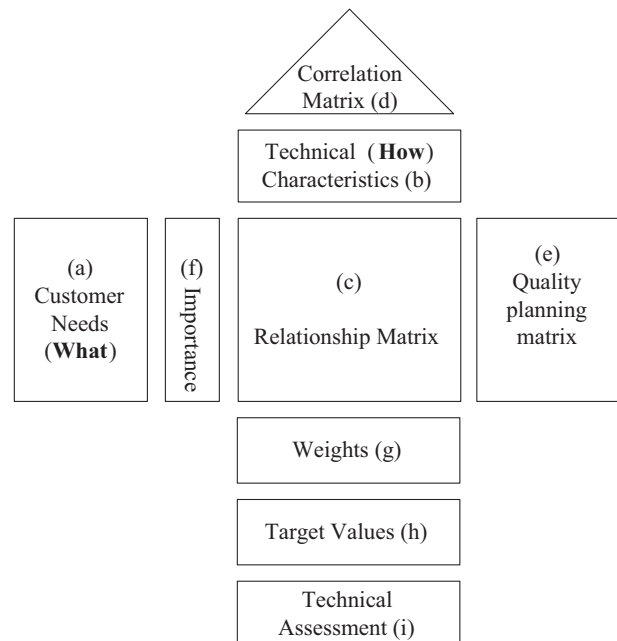 Correlation
Matrix (d)
Technical (How)
Characteristics (b)
(a)
Customer
Needs
(What)
(f)
Importance
(c)
Relationship Matrix
(e)
Quality
planning
matrix
Weights (g)
Target Values (h)
Technical
Assessment (i)